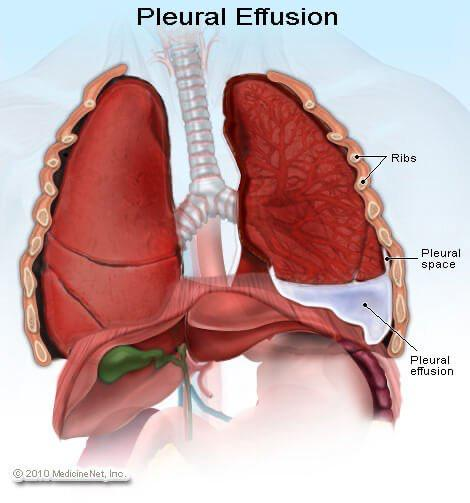 Pleural Effusion
Ribs
Pleural
space
Pleural
effusion
© 2010 MedicineNet, Inc.